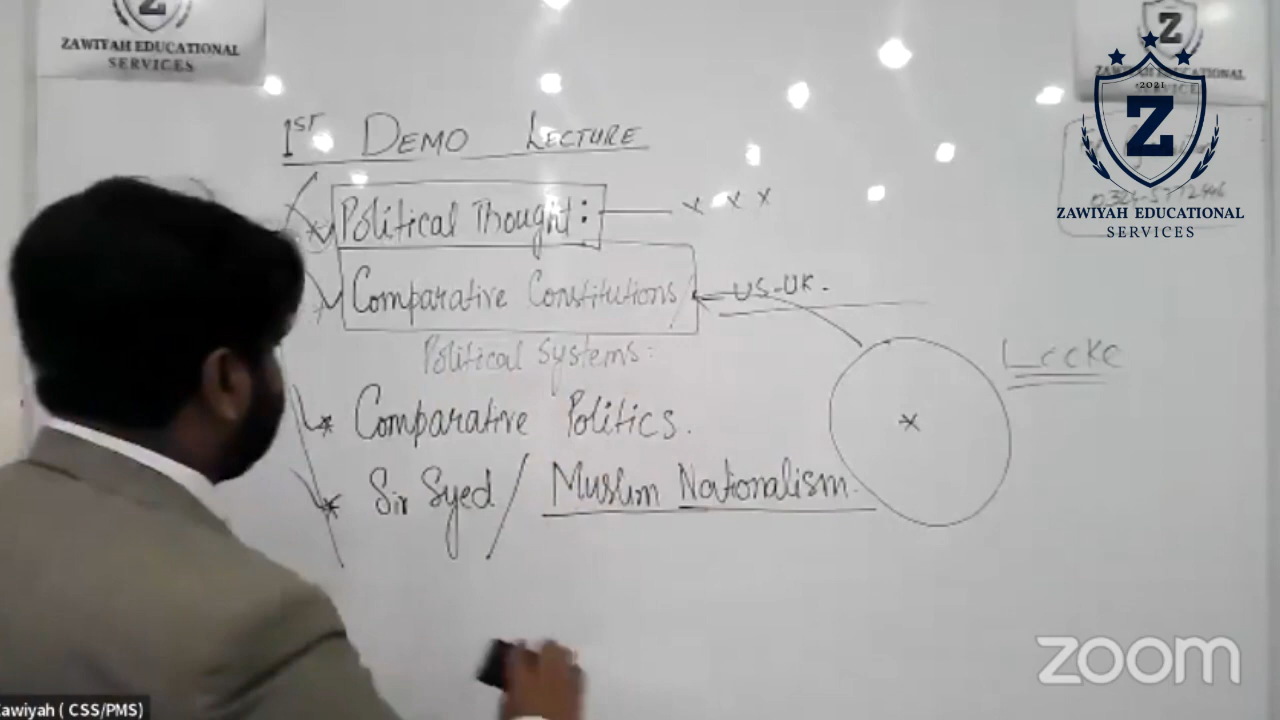 ZAWIYAH EDUCATIONAL
SERVICES
2021
Z
ZAWIYAH EDUCATIONAL
SERVICES
1ST DEMO LECTURE
* Political Thought: x x x
Comparative Constitutions / US-UK.
Political Systems:
Locke
* Comparative Politics.
* Sir Syed / Muslim Nationalism.
zoom
Zawiyah ( CSS/PMS)